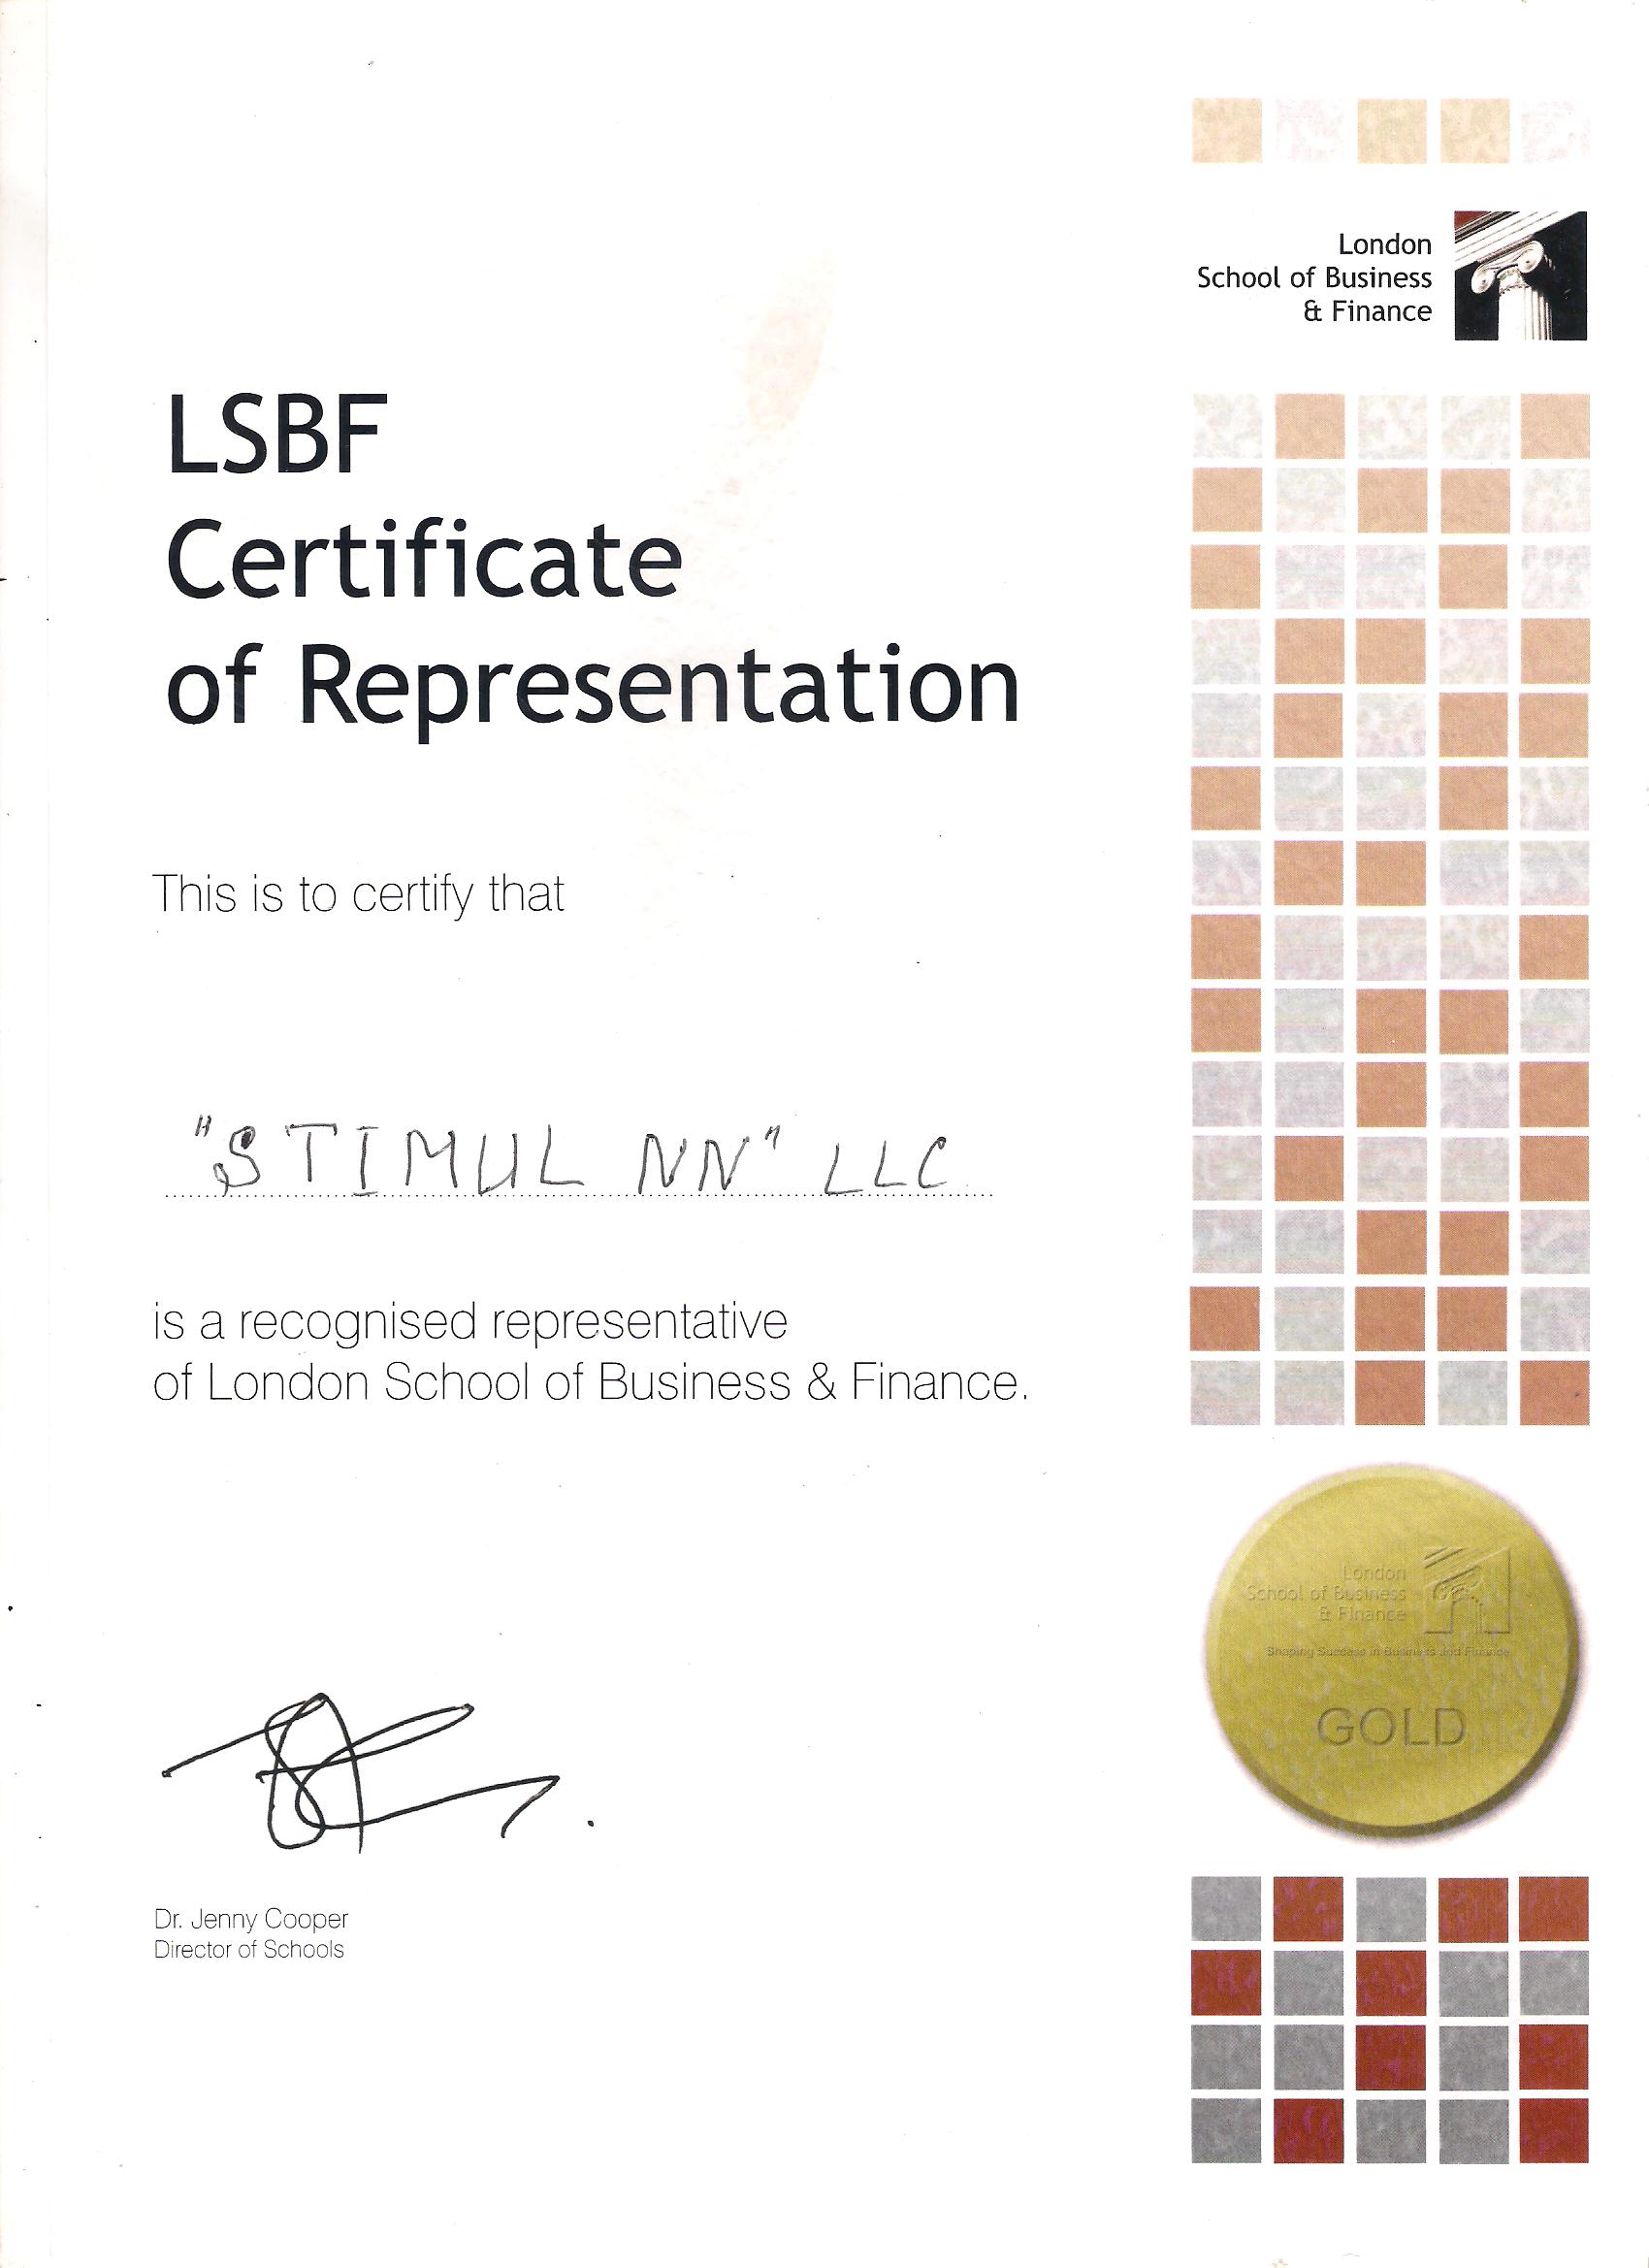 London
School of Business
& Finance
LSBF
Certificate
of Representation
This is to certify that
"STIMUL NN" LLC
is a recognised representative
of London School of Business & Finance.
London
School of Business
& Finance
Shaping Success in Business and Finance
GOLD
Dr. Jenny Cooper
Director of Schools